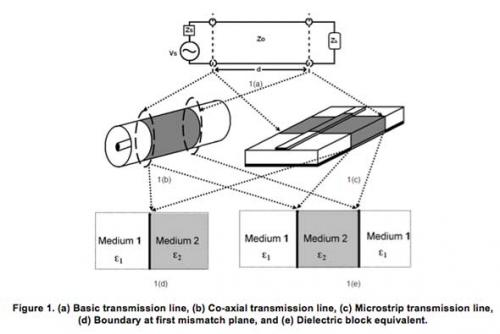 Zs
Zo
Vs
d
1(a)
1(b)
1(c)
Medium 1
ε1
Medium 2
ε2
1(d)
Medium 1
ε1
Medium 2
ε2
Medium 1
ε1
1(e)
Figure 1. (a) Basic transmission line, (b) Co-axial transmission line, (c) Microstrip transmission line,
(d) Boundary at first mismatch plane, and (e) Dielectric block equivalent.